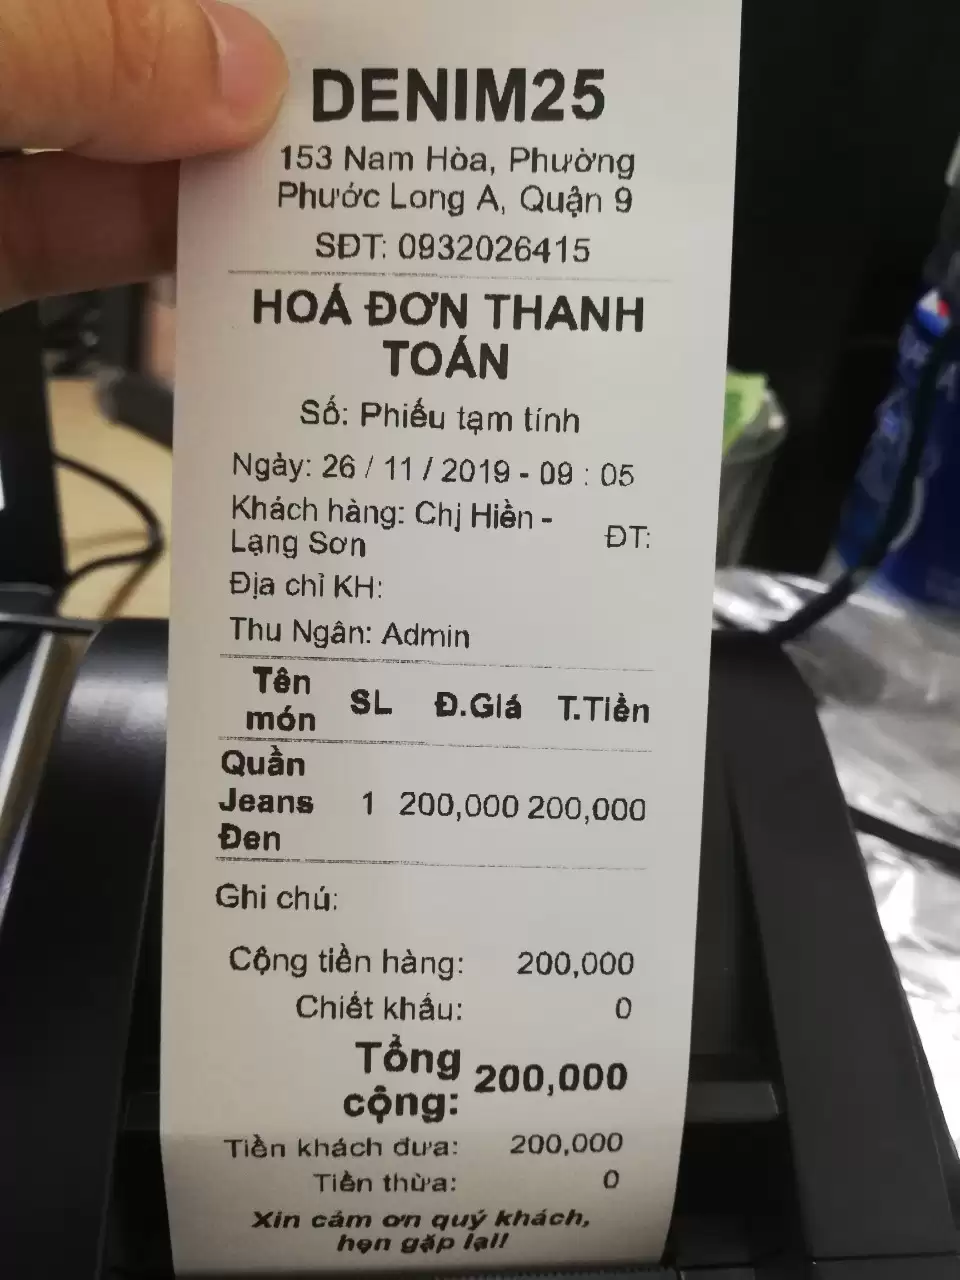 DENIM25
153 Nam Hòa, Phường
Phước Long A, Quận 9
SĐT: 0932026415
HOÁ ĐƠN THANH
TOÁN
Số: Phiếu tạm tính
Ngày: 26 / 11 / 2019 - 09 : 05
Khách hàng: Chị Hiền -
Lạng Sơn
ĐT:
Địa chỉ KH:
Thu Ngân: Admin
Tên món SL Đ.Giá T.Tiền
Quần
Jeans 1 200,000 200,000
Đen
Ghi chú:
Cộng tiền hàng: 200,000
Chiết khấu: 0
Tổng
cộng: 200,000
Tiền khách đưa: 200,000
Tiền thừa: 0
Xin cảm ơn quý khách,
hẹn gặp lại!